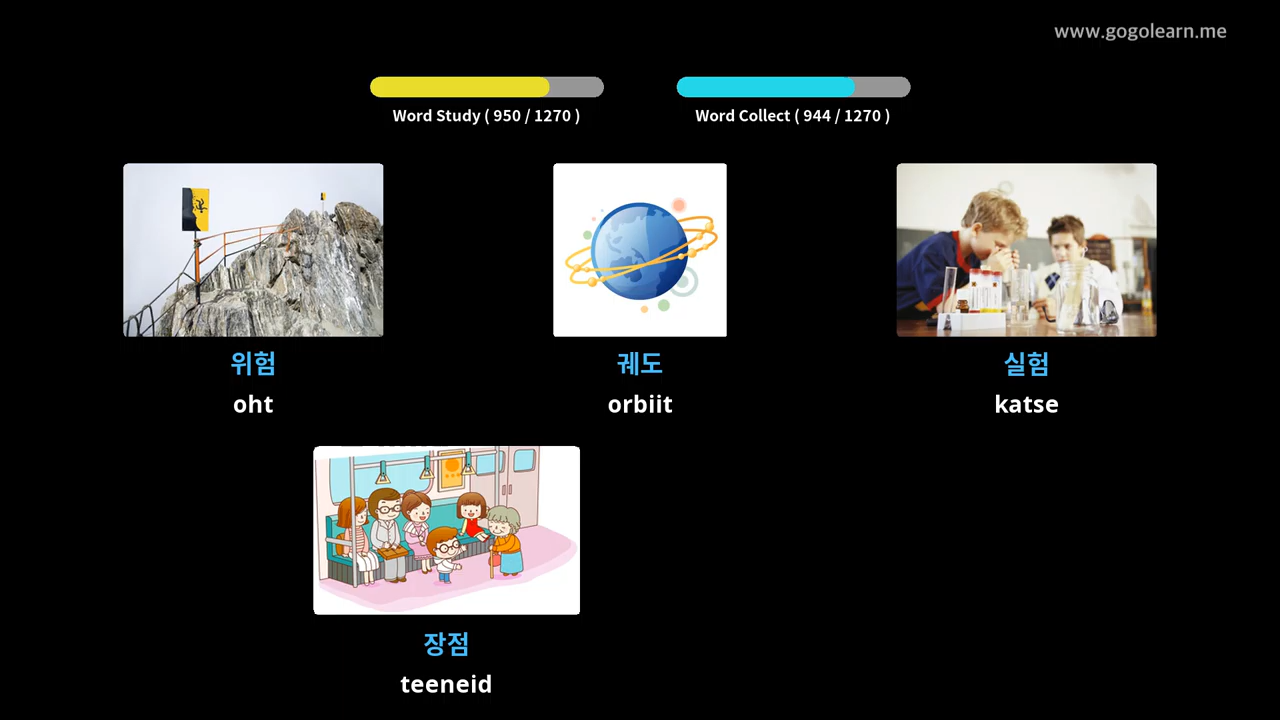 www.gogolearn.me
Word Study ( 950 / 1270 )
Word Collect ( 944 / 1270 )
위험
oht
궤도
orbiit
실험
katse
장점
teeneid